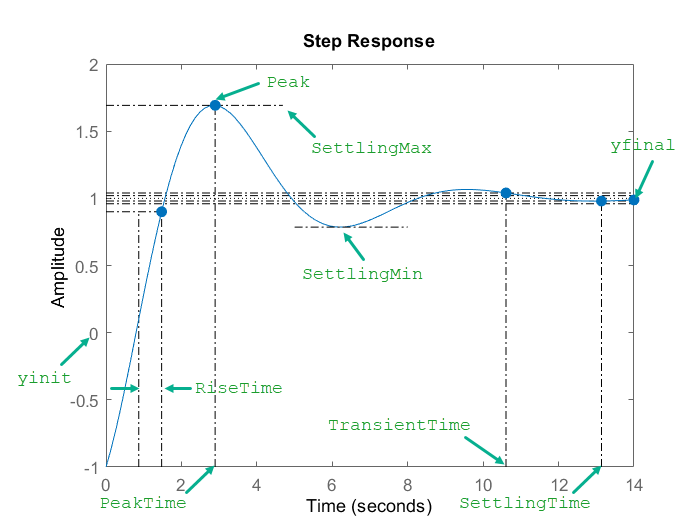 Step Response
2
Peak
1.5
SettlingMax
yfinal
1
0.5
SettlingMin
Amplitude
0
yinit
RiseTime
-0.5
TransientTime
-1
0 2 4 6 8 10 12 14
PeakTime
Time (seconds)
SettlingTime